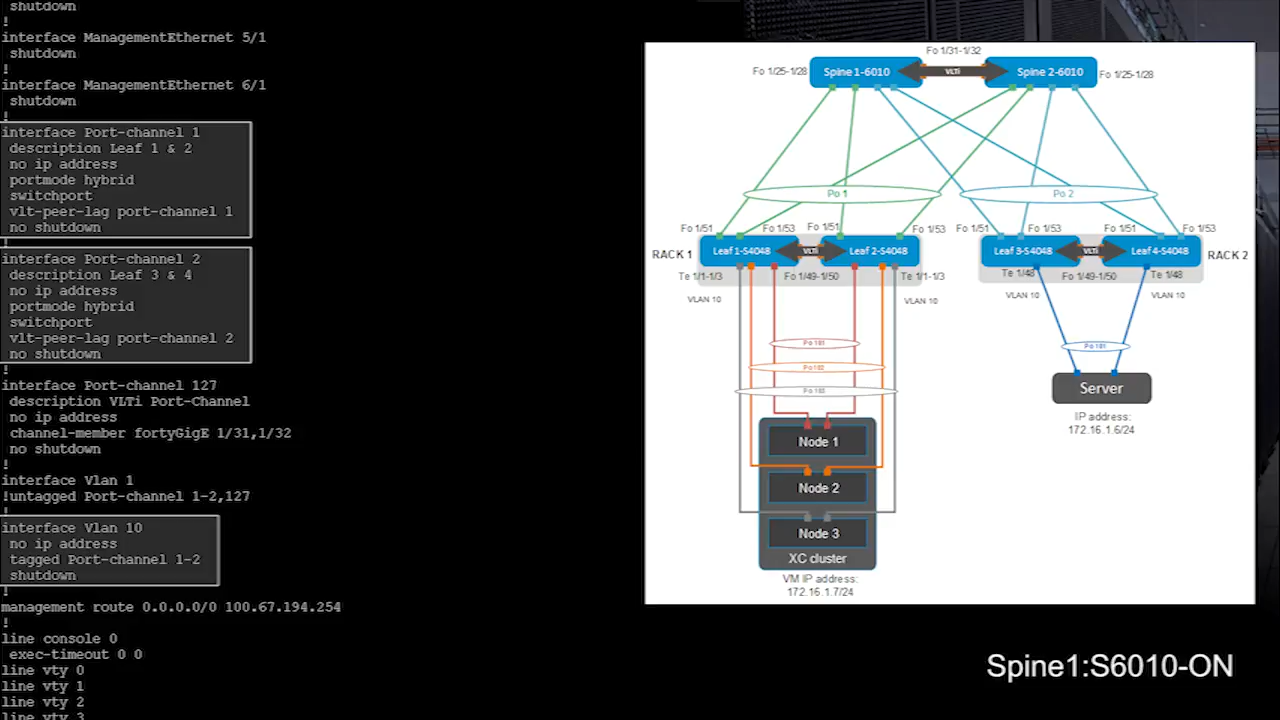 shutdown
!
interface ManagementEthernet 5/1
shutdown
!
interface ManagementEthernet 6/1
shutdown
!
interface Port-channel 1
description Leaf 1 & 2
no ip address
portmode hybrid
switchport
vlt-peer-lag port-channel 1
no shutdown
!
interface Port-channel 2
description Leaf 3 & 4
no ip address
portmode hybrid
switchport
vlt-peer-lag port-channel 2
no shutdown
!
interface Port-channel 127
description VLTi Port-Channel
no ip address
channel-member fortyGigE 1/31,1/32
no shutdown
!
interface Vlan 1
!untagged Port-channel 1-2,127
!
interface Vlan 10
no ip address
tagged Port-channel 1-2
shutdown
!
management route 0.0.0.0/0 100.67.194.254
!
line console 0
exec-timeout 0 0
line vty 0
line vty 1
line vty 2
line vty 3
Fo 1/31-1/32
Fo 1/25-1/28
Spine 1-6010
VLTi
Spine 2-6010
Fo 1/25-1/28
Po 1
Po 2
Fo 1/51
Fo 1/53
Fo 1/51
Fo 1/53
Fo 1/51
Fo 1/53
Fo 1/51
Fo 1/53
RACK 1
Leaf 1-S4048
VLTi
Leaf 2-S4048
Leaf 3-S4048
VLTi
Leaf 4-S4048
RACK 2
Te 1/1-1/3
Fo 1/49-1/50
Te 1/1-1/3
Te 1/48
Fo 1/49-1/50
Te 1/48
VLAN 10
VLAN 10
VLAN 10
VLAN 10
Po 101
Po 102
Po 103
Po 101
Server
IP address:
172.16.1.6/24
Node 1
Node 2
Node 3
XC cluster
VM IP address:
172.16.1.7/24
Spine1:S6010-ON